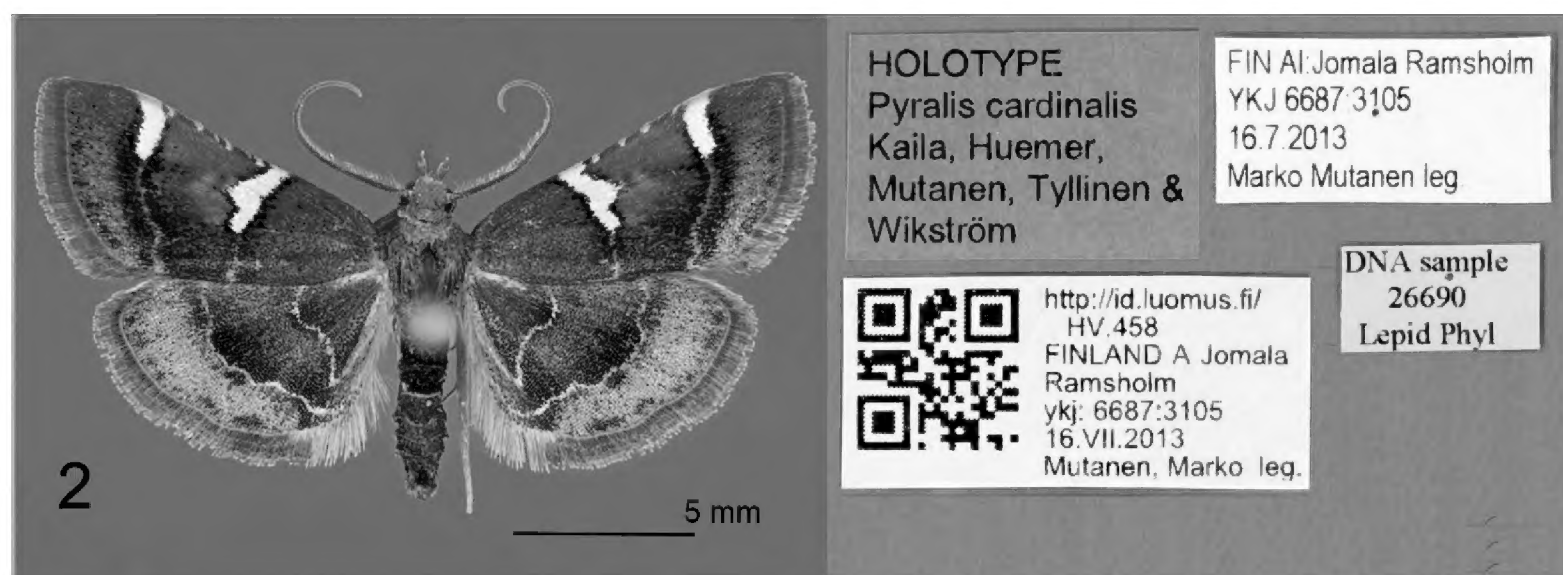 2
5 mm
HOLOTYPE
Pyralis cardinalis
Kaila, Huemer,
Mutanen, Tyllinen &
Wikström
FIN Al:Jomala Ramsholm
YKJ 6687:3105
16.7.2013
Marko Mutanen leg
http://id.luomus.fi/
HV.458
FINLAND A Jomala
Ramsholm
ykj: 6687:3105
16.VII.2013
Mutanen, Marko leg.
DNA sample
26690
Lepid Phyl